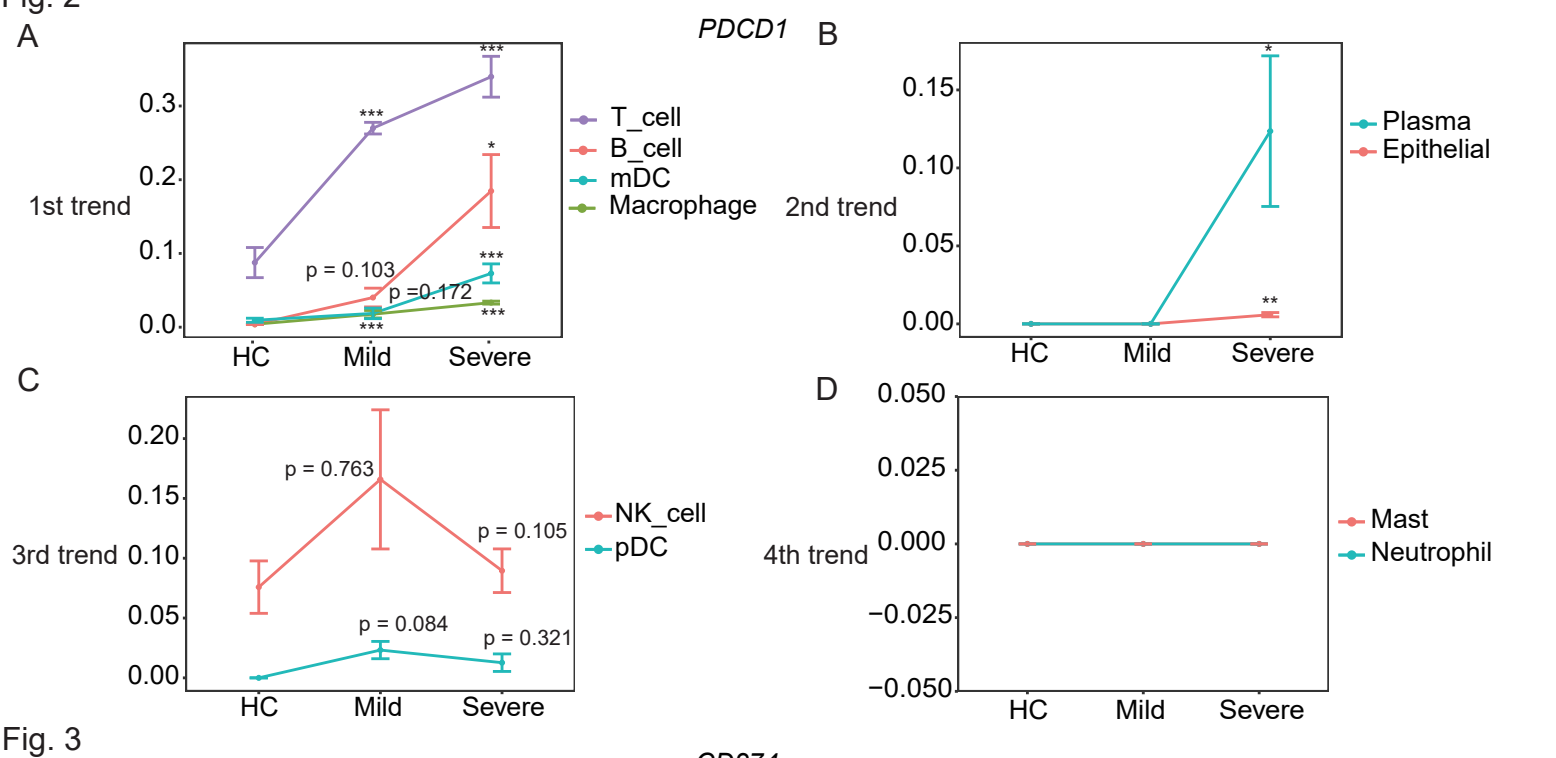 Fig. 2
A
PDCD1
B
***
***
*
p = 0.103
p =0.172
***
***
***
0.3
0.2
0.1
0.0
1st trend
HC Mild Severe
T_cell
B_cell
mDC
Macrophage
*
**
0.15
0.10
0.05
0.00
2nd trend
HC Mild Severe
Plasma
Epithelial
C
0.20
0.15
0.10
0.05
0.00
3rd trend
p = 0.763
p = 0.105
p = 0.084
p = 0.321
HC Mild Severe
NK_cell
pDC
D
0.050
0.025
0.000
−0.025
−0.050
4th trend
HC Mild Severe
Mast
Neutrophil
Fig. 3